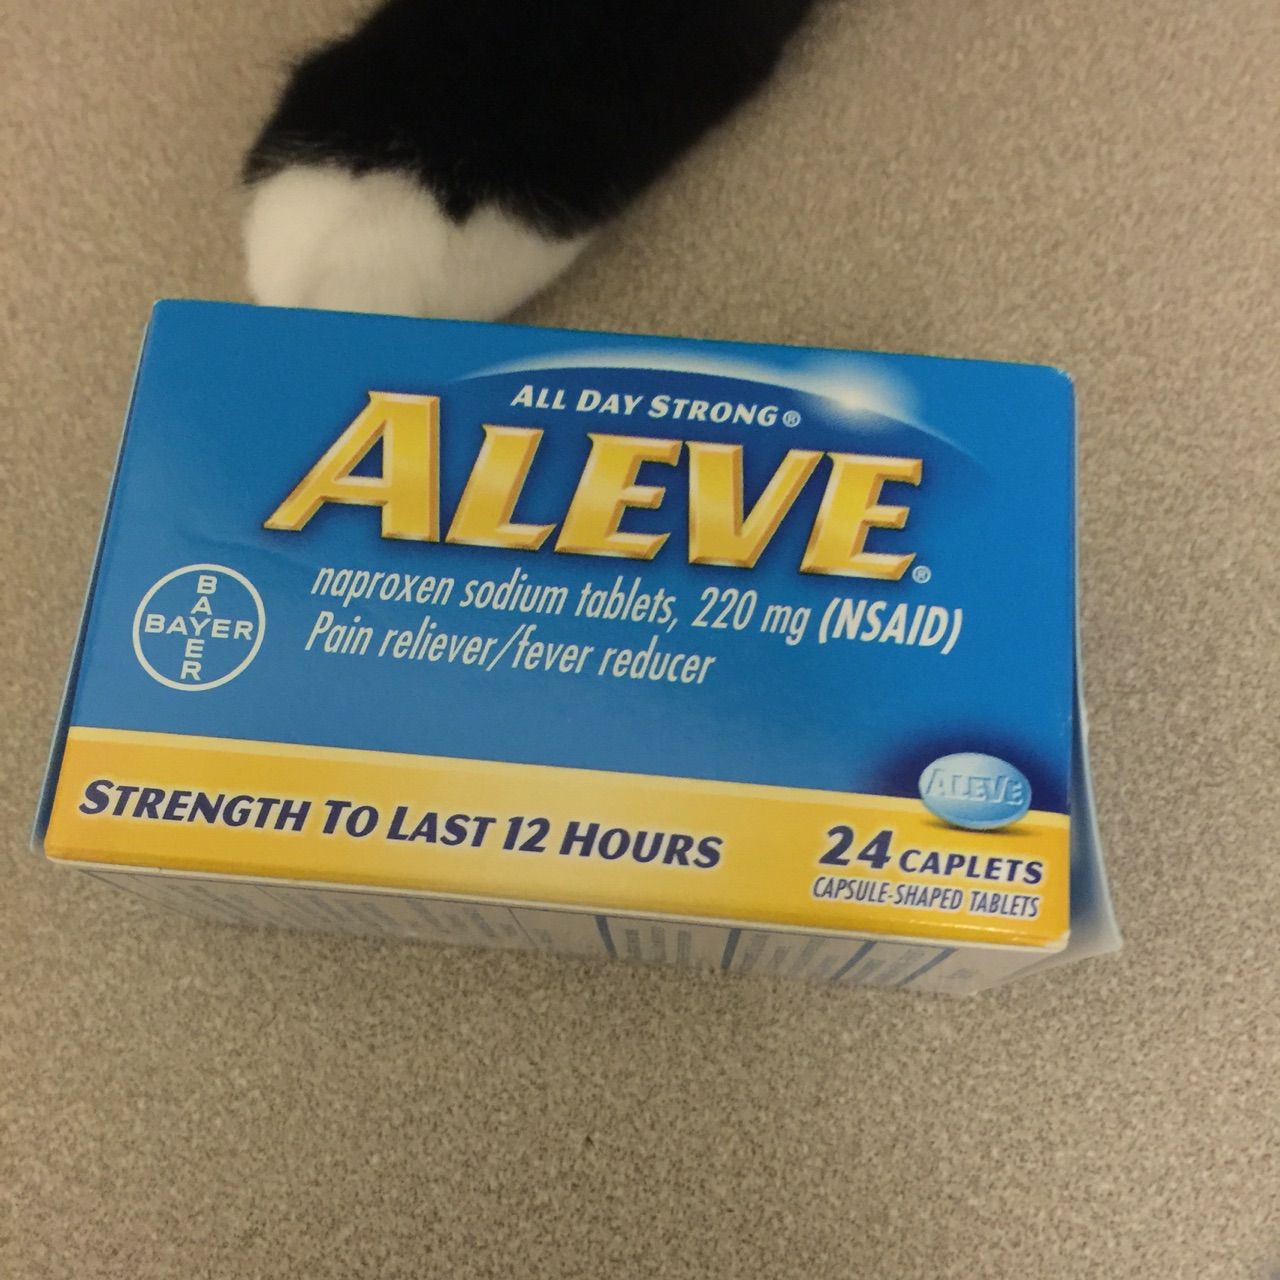 ALL DAY STRONG®
ALEVE®
naproxen sodium tablets, 220 mg (NSAID)
Pain reliever/fever reducer
BAYER
BAYER
ALEVE
STRENGTH TO LAST 12 HOURS
24 CAPLETS
CAPSULE-SHAPED TABLETS